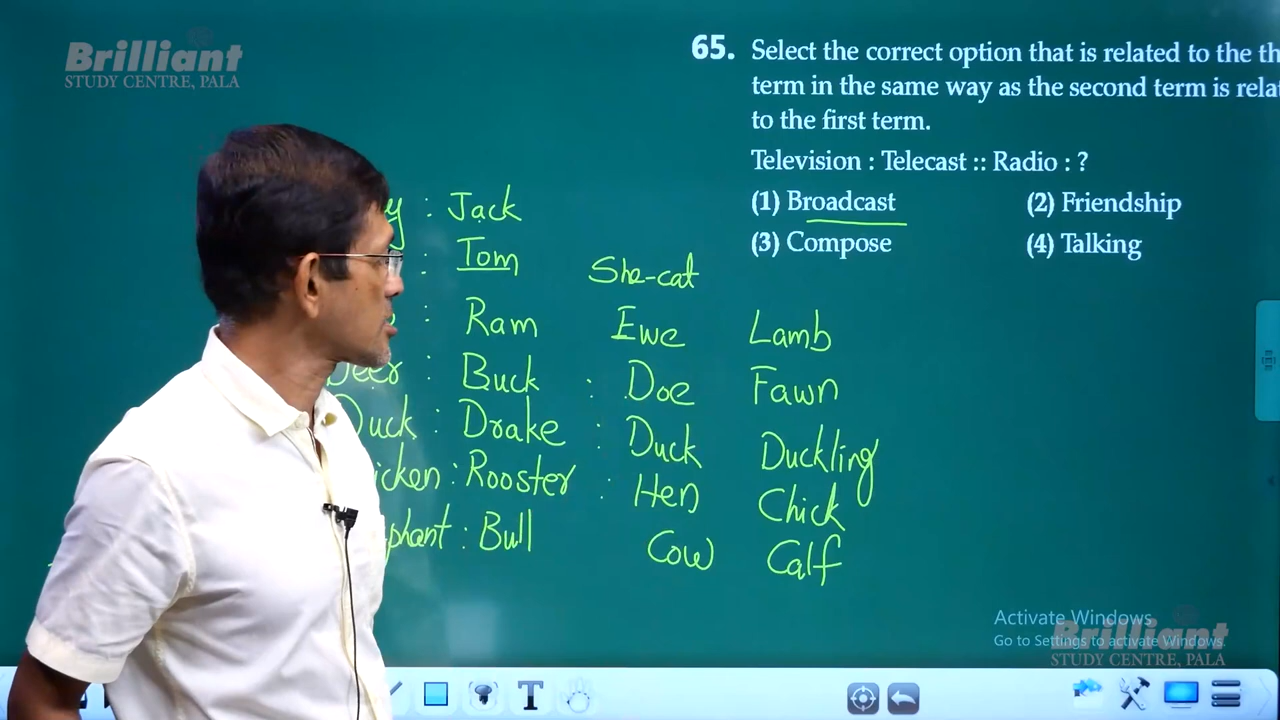 Brilliant
STUDY CENTRE, PALA
65. Select the correct option that is related to the
term in the same way as the second term is
to the first term.
Television : Telecast :: Radio : ?
(1) Broadcast (2) Friendship
(3) Compose (4) Talking
: Jack
: Tom She-cat
: Ram Ewe Lamb
Deer : Buck : Doe Fawn
Duck : Drake : Duck Duckling
: Rooster : Hen Chick
: Bull Cow Calf
Activate Windows
Go to Settings to activate Windows.
Brilliant
STUDY CENTRE, PALA
T